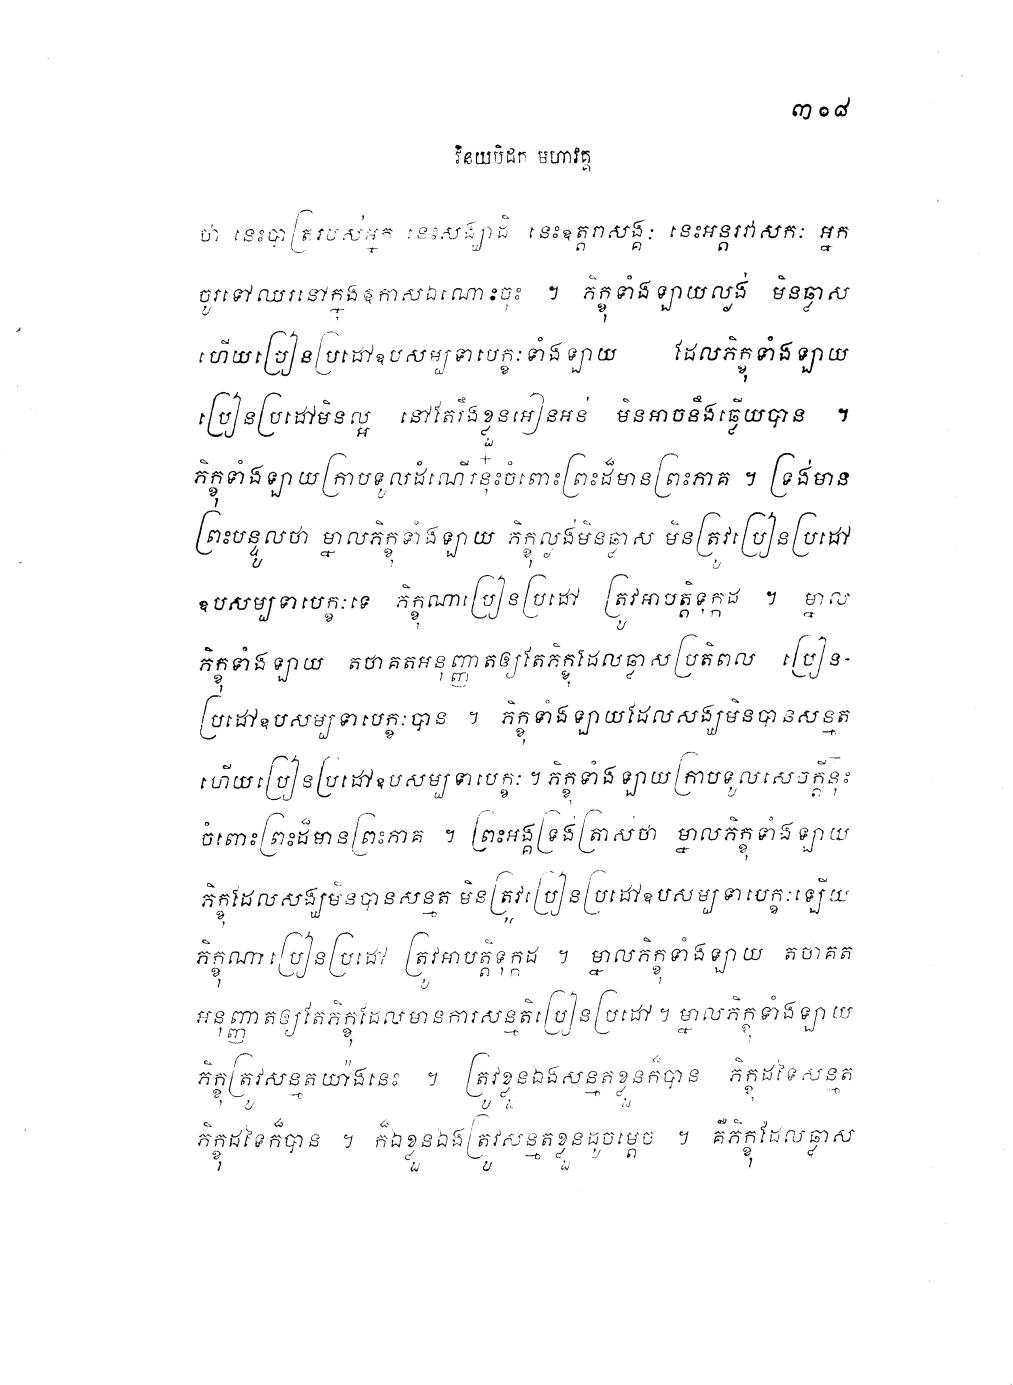 ៣០៨
វិនយបិដក មហាវគ្គ
ថា នេះបាត្ររបស់អ្នក នេះសង្ឃាដិ នេះឧត្តរាសង្គៈ នេះអន្តរវាសកៈ អ្នក
ចូរទៅឈរនៅក្នុងឱកាសឯណោះចុះ ។ ភិក្ខុទាំងឡាយល្ងង់ មិនឆ្លាស
ហើយប្រៀនប្រដៅឧបសម្បទាបេក្ខៈទាំងឡាយ ដែលភិក្ខុទាំងឡាយ
ប្រៀនប្រដៅមិនល្អ នៅតែរឹងខ្លួនអៀនអន់ មិនអាចនឹងឆ្លើយបាន ។
ភិក្ខុទាំងឡាយក្រាបទូលដំណើរនុ៎ះចំពោះព្រះដ៏មានព្រះភាគ ។ ទ្រង់មាន
ព្រះបន្ទូលថា ម្នាលភិក្ខុទាំងឡាយ ភិក្ខុល្ងង់មិនឆ្លាស មិនត្រូវប្រៀនប្រដៅ
ឧបសម្បទាបេក្ខៈទេ ភិក្ខុណាប្រៀនប្រដៅ ត្រូវអាបត្តិទុក្កដ ។ ម្នាល
ភិក្ខុទាំងឡាយ តថាគតអនុញ្ញាតឲ្យតែភិក្ខុដែលឆ្លាសប្រតិពល ប្រៀន-
ប្រដៅឧបសម្បទាបេក្ខៈបាន ។ ភិក្ខុទាំងឡាយដែលសង្ឃមិនបានសន្មត
ហើយប្រៀនប្រដៅឧបសម្បទាបេក្ខៈ ។ ភិក្ខុទាំងឡាយក្រាបទូលសេចក្តីនុ៎ះ
ចំពោះព្រះដ៏មានព្រះភាគ ។ ព្រះអង្គទ្រង់ត្រាស់ថា ម្នាលភិក្ខុទាំងឡាយ
ភិក្ខុដែលសង្ឃមិនបានសន្មត មិនត្រូវប្រៀនប្រដៅឧបសម្បទាបេក្ខៈឡើយ
ភិក្ខុណាប្រៀនប្រដៅ ត្រូវអាបត្តិទុក្កដ ។ ម្នាលភិក្ខុទាំងឡាយ តថាគត
អនុញ្ញាតឲ្យតែភិក្ខុដែលមានការសន្មតិប្រៀនប្រដៅ ។ ម្នាលភិក្ខុទាំងឡាយ
ភិក្ខុត្រូវសន្មតយ៉ាងនេះ ។ ត្រូវខ្លួនឯងសន្មតខ្លួនក៏បាន ភិក្ខុដទៃសន្មត
ភិក្ខុដទៃក៏បាន ។ ក៏ឯខ្លួនឯងត្រូវសន្មតខ្លួនដូចម្តេច ។ គឺភិក្ខុដែលឆ្លាស